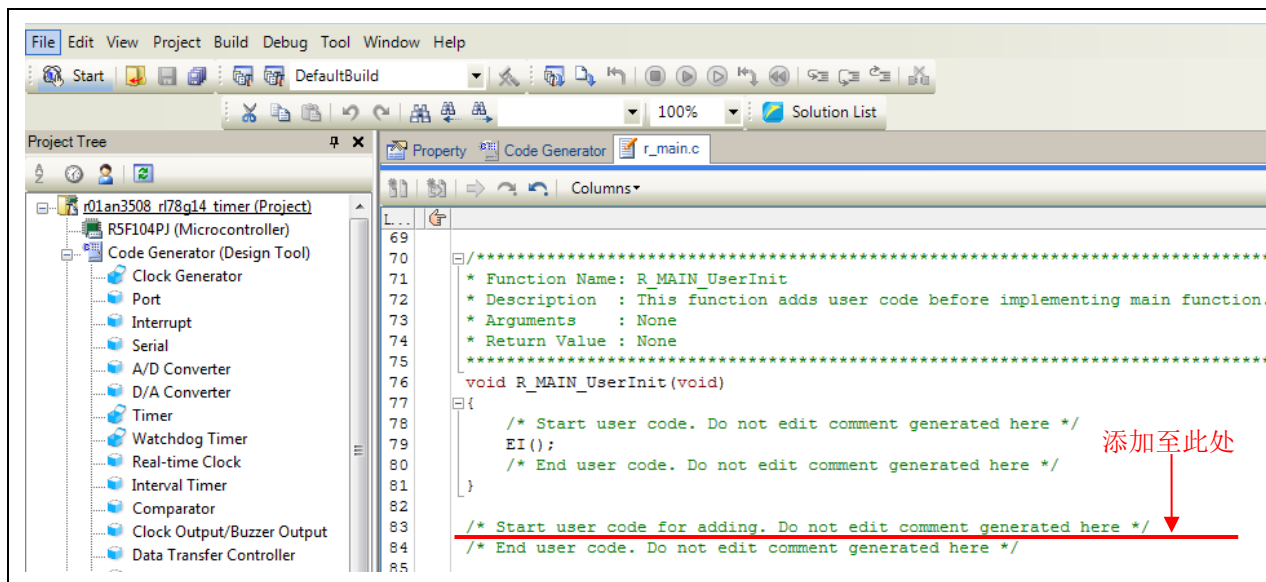 File Edit View Project Build Debug Tool Window Help
Start DefaultBuild
100% Solution List
Project Tree
Property Code Generator r_main.c
Columns
r01an3508_rl78g14_timer (Project)
R5F104PJ (Microcontroller)
Code Generator (Design Tool)
Clock Generator
Port
Interrupt
Serial
A/D Converter
D/A Converter
Timer
Watchdog Timer
Real-time Clock
Interval Timer
Comparator
Clock Output/Buzzer Output
Data Transfer Controller
L...
69
70 /******************************************************************************
71 * Function Name: R_MAIN_UserInit
72 * Description : This function adds user code before implementing main function.
73 * Arguments : None
74 * Return Value : None
75 ******************************************************************************
76 void R_MAIN_UserInit(void)
77 {
78 /* Start user code. Do not edit comment generated here */
79 EI();
80 /* End user code. Do not edit comment generated here */
81 }
82
83 /* Start user code for adding. Do not edit comment generated here */
84 /* End user code. Do not edit comment generated here */
85
添加至此处